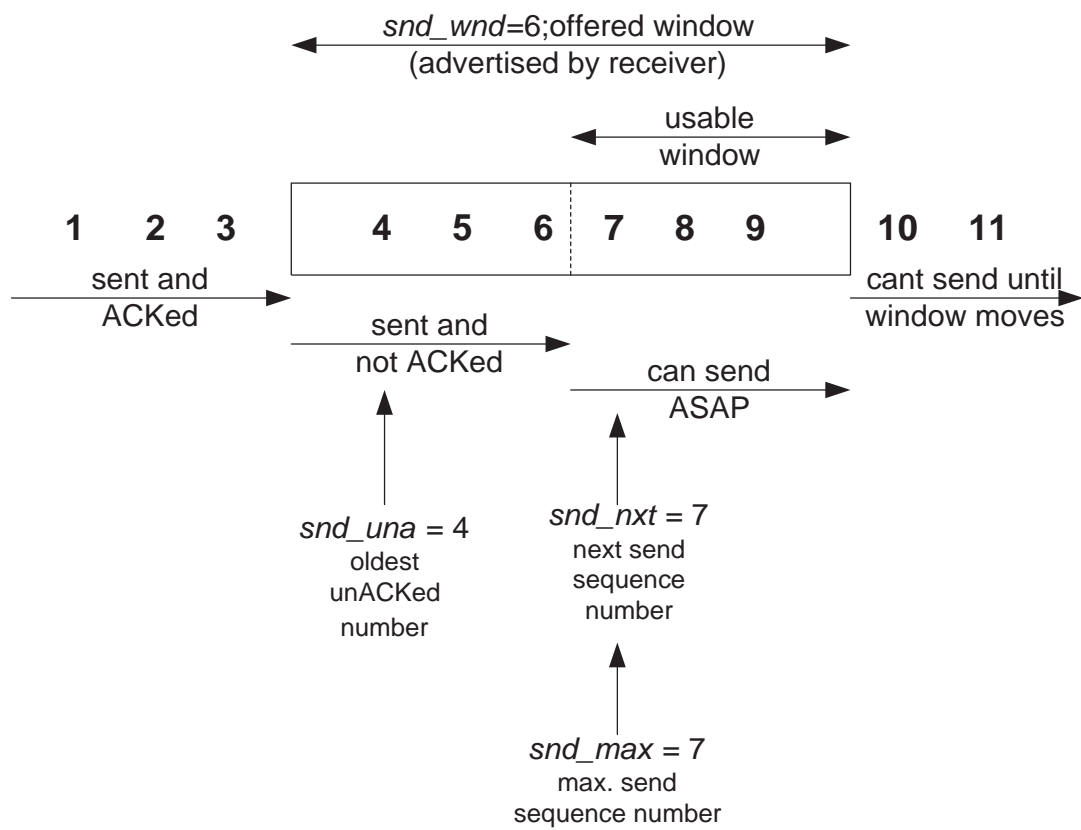 snd_wnd=6;offered window
(advertised by receiver)
usable
window
1 2 3 4 5 6 7 8 9 10 11
sent and
ACKed
cant send until
window moves
sent and
not ACKed
can send
ASAP
snd_una = 4
oldest
unACKed
number
snd_nxt = 7
next send
sequence
number
snd_max = 7
max. send
sequence number